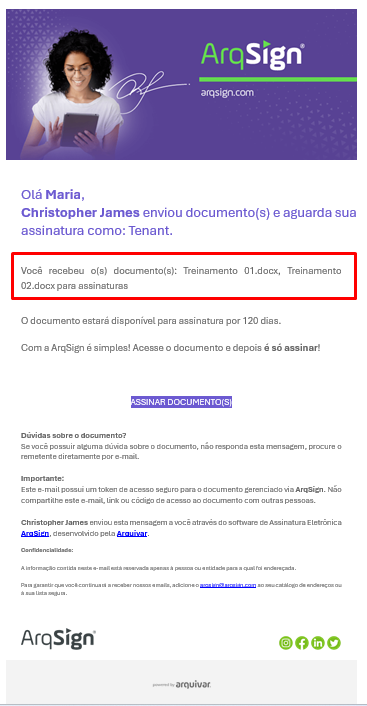 ArqSign®
arqsign.com
Olá Maria,
Christopher James enviou documento(s) e aguarda sua
assinatura como: Tenant.
Você recebeu o(s) documento(s): Treinamento 01.docx, Treinamento
02.docx para assinaturas
O documento estará disponível para assinatura por 120 dias.
Com a ArqSign é simples! Acesse o documento e depois é só assinar!
ASSINAR DOCUMENTO(S)
Dúvidas sobre o documento?
Se você possuir alguma dúvida sobre o documento, não responda esta mensagem, procure o
remetente diretamente por e-mail.
Importante:
Este e-mail possui um token de acesso seguro para o documento gerenciado via ArqSign. Não
compartilhe este e-mail, link ou código de acesso ao documento com outras pessoas.
Christopher James enviou esta mensagem a você através do software de Assinatura Eletrônica
ArqSign, desenvolvido pela Arquivar.
Confidencialidade:
A informação contida neste e-mail está reservada apenas à pessoa ou entidade para a qual foi endereçada.
Para garantir que você continuará a receber nossos emails, adicione o arqsign@arqsign.com ao seu catálogo de endereços ou
à sua lista segura.
ArqSign®
powered by arquivar.